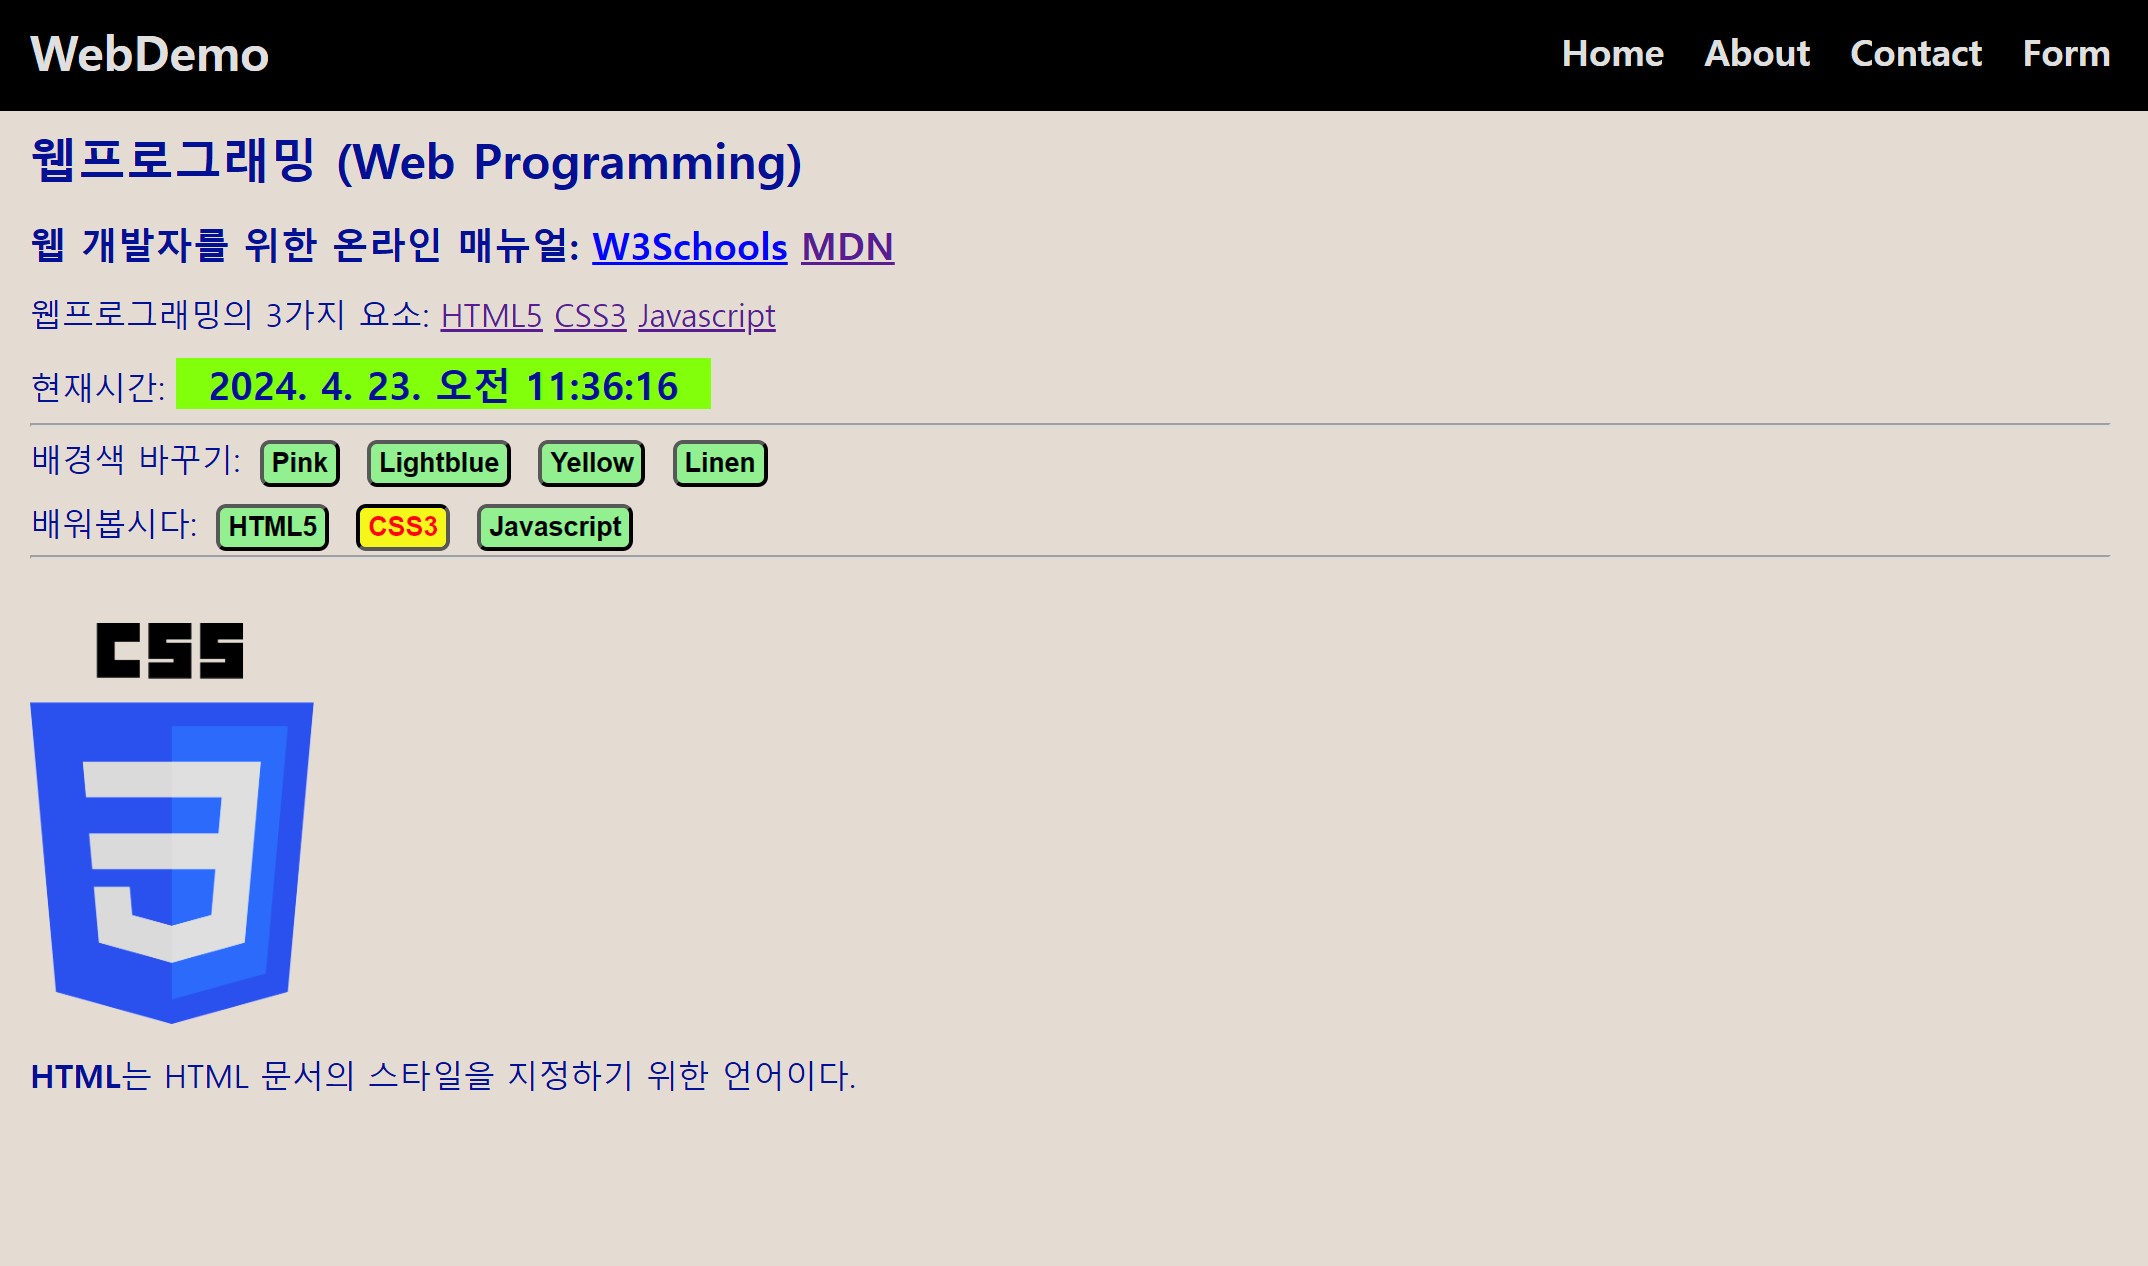 WebDemo Home About Contact Form
웹프로그래밍 (Web Programming)
웹 개발자를 위한 온라인 매뉴얼: W3Schools MDN
웹프로그래밍의 3가지 요소: HTML5 CSS3 Javascript
현재시간: 2024. 4. 23. 오전 11:36:16
배경색 바꾸기: Pink Lightblue Yellow Linen
배워봅시다: HTML5 CSS3 Javascript
CSS
3
HTML는 HTML 문서의 스타일을 지정하기 위한 언어이다.